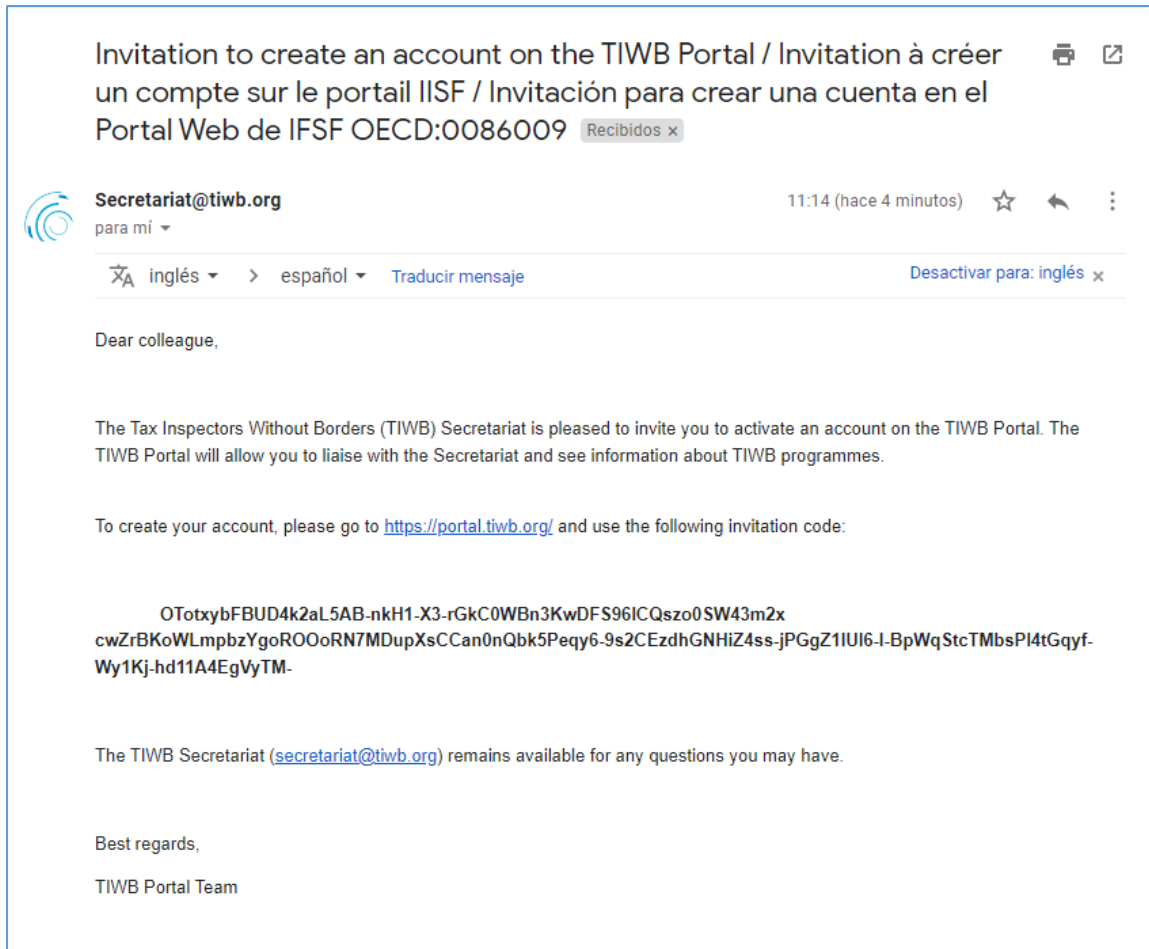 Invitation to create an account on the TIWB Portal / Invitation à créer
un compte sur le portail IISF / Invitación para crear una cuenta en el
Portal Web de IFSF OECD:0086009 Recibidos x
Secretariat@tiwb.org 11:14 (hace 4 minutos)
para mí
inglés > español Traducir mensaje Desactivar para: inglés x
Dear colleague,
The Tax Inspectors Without Borders (TIWB) Secretariat is pleased to invite you to activate an account on the TIWB Portal. The
TIWB Portal will allow you to liaise with the Secretariat and see information about TIWB programmes.
To create your account, please go to https://portal.tiwb.org/ and use the following invitation code:
OTotxybFBUD4k2aL5AB-nkH1-X3-rGkC0WBn3KwDFS96ICQszo0SW43m2x
cwZrBKoWLmpbzYgoROOoRN7MDupXsCCan0nQbk5Peqy6-9s2CEzdhGNHiZ4ss-jPGgZ1IUl6-I-BpWqStcTMbsPl4tGqyf-
Wy1Kj-hd11A4EgVyTM-
The TIWB Secretariat (secretariat@tiwb.org) remains available for any questions you may have.
Best regards,
TIWB Portal Team